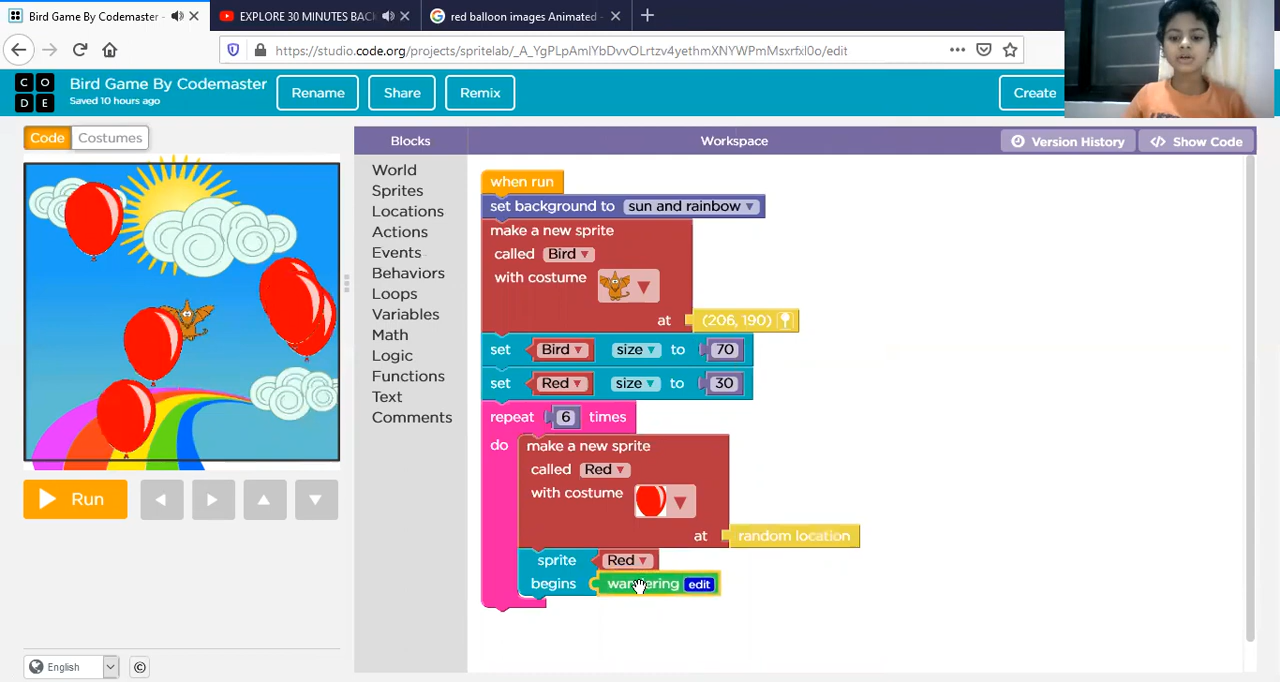 Bird Game By Codemaster -
EXPLORE 30 MINUTES BAC
red balloon images Animated -
https://studio.code.org/projects/spritelab/_A_YgPLpAmlYbDvvOLrtzv4yethmXNYWPmMsxrfxl0o/edit
C O
D E
Bird Game By Codemaster
Saved 10 hours ago
Rename
Share
Remix
Create
Code
Costumes
Blocks
Workspace
Version History
Show Code
World
Sprites
Locations
Actions
Events
Behaviors
Loops
Variables
Math
Logic
Functions
Text
Comments
when run
set background to sun and rainbow
make a new sprite
called Bird
with costume
at (206, 190)
set Bird size to 70
set Red size to 30
repeat 6 times
do make a new sprite
called Red
with costume
at random location
sprite Red
begins wandering edit
Run
English
©